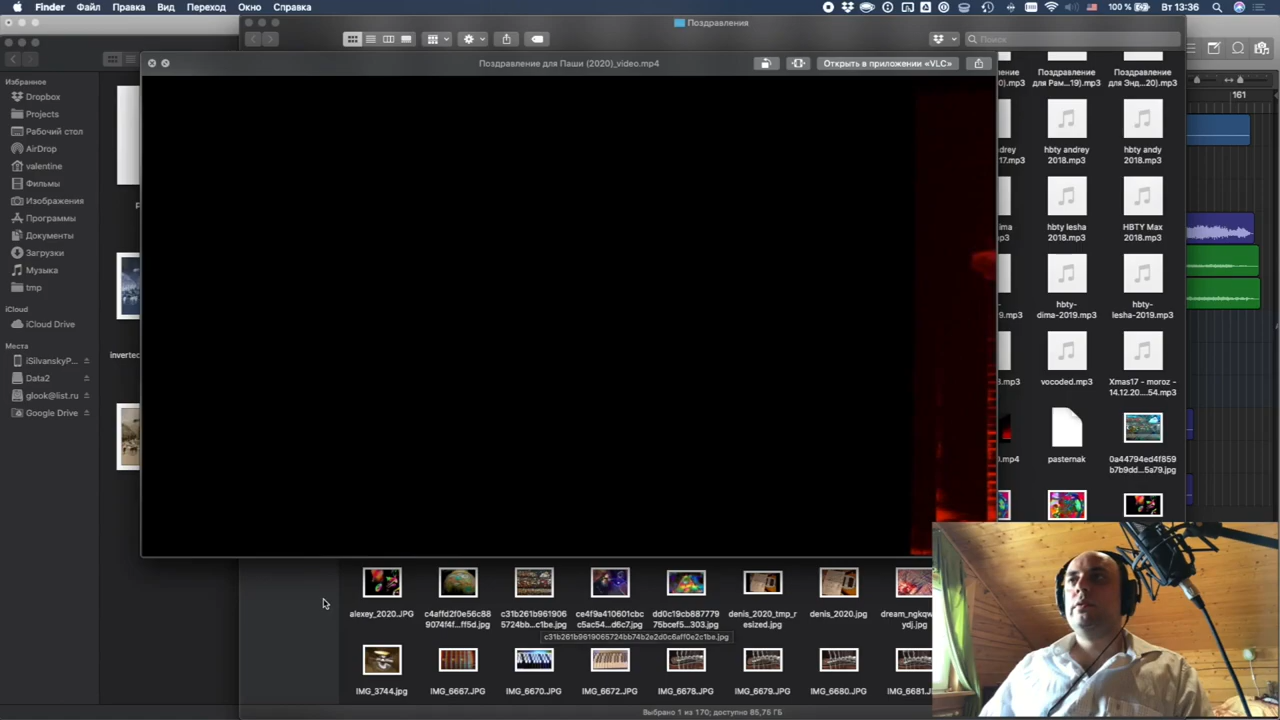 Finder Файл Правка Вид Переход Окно Справка
100 % Вт 13:36
Поздравления
Поиск
Поздравление для Паши (2020)_video.mp4
Открыть в приложении «VLC»
Избранное
Dropbox
Projects
Рабочий стол
AirDrop
valentine
Фильмы
Изображения
Программы
Документы
Загрузки
Музыка
tmp
iCloud
iCloud Drive
Места
iSilvanskyP...
Data2
glook@list.ru
Google Drive
invertec
161
Поздравление
для Рам...19).mp3
Поздравление
для Энд...20).mp3
hbty andrey
2018.mp3
hbty andy
2018.mp3
hbty lesha
2018.mp3
HBTY Max
2018.mp3
hbty-
dima-2019.mp3
hbty-
lesha-2019.mp3
vocoded.mp3
Xmas17 - moroz -
14.12.20...54.mp3
pasternak
0a44794ed4f859
b7b9dd...5a79.jpg
alexey_2020.JPG
c4affd2f0e56c88
9074f4f...ff5d.jpg
c31b261b961906
5724bb...c1be.jpg
ce4f9a410601cbc
5c5ac54...d6c7.jpg
dd0c19cb887779
75bcef5...303.jpg
denis_2020_tmp_r
esized.jpg
denis_2020.jpg
dream_ngkqw
ydj.jpg
c31b261b9619065724bb74b2e2d0c6aff0e2c1be.jpg
IMG_3744.jpg
IMG_6667.JPG
IMG_6670.JPG
IMG_6672.JPG
IMG_6678.JPG
IMG_6679.JPG
IMG_6680.JPG
IMG_6681.
Выбрано 1 из 170; доступно 85,75 ГБ